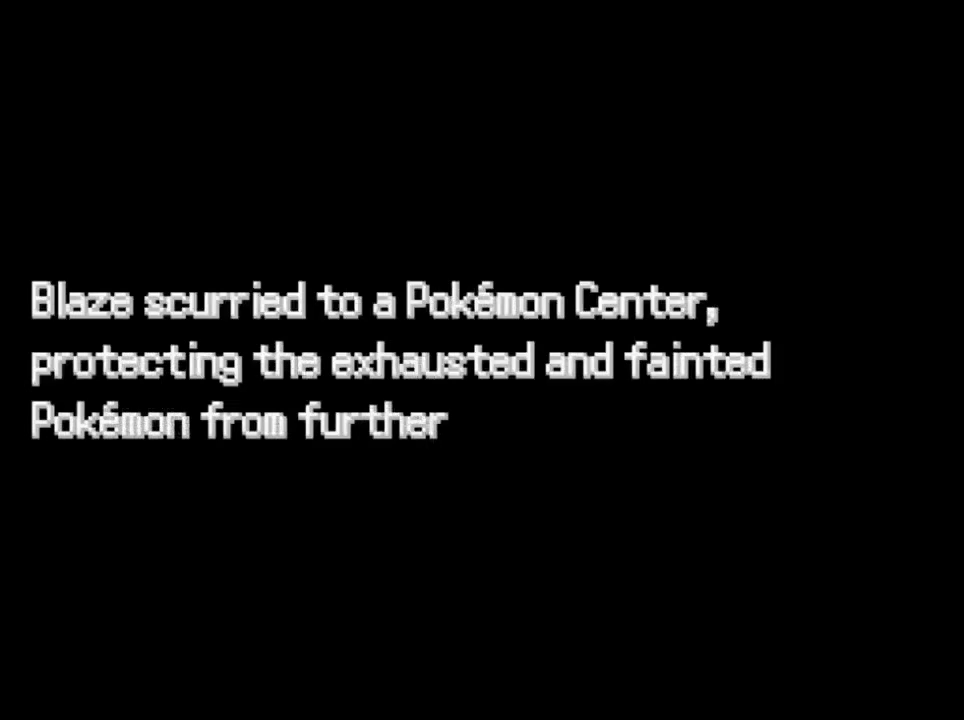 Blaze scurried to a Pokémon Center,
protecting the exhausted and fainted
Pokémon from further